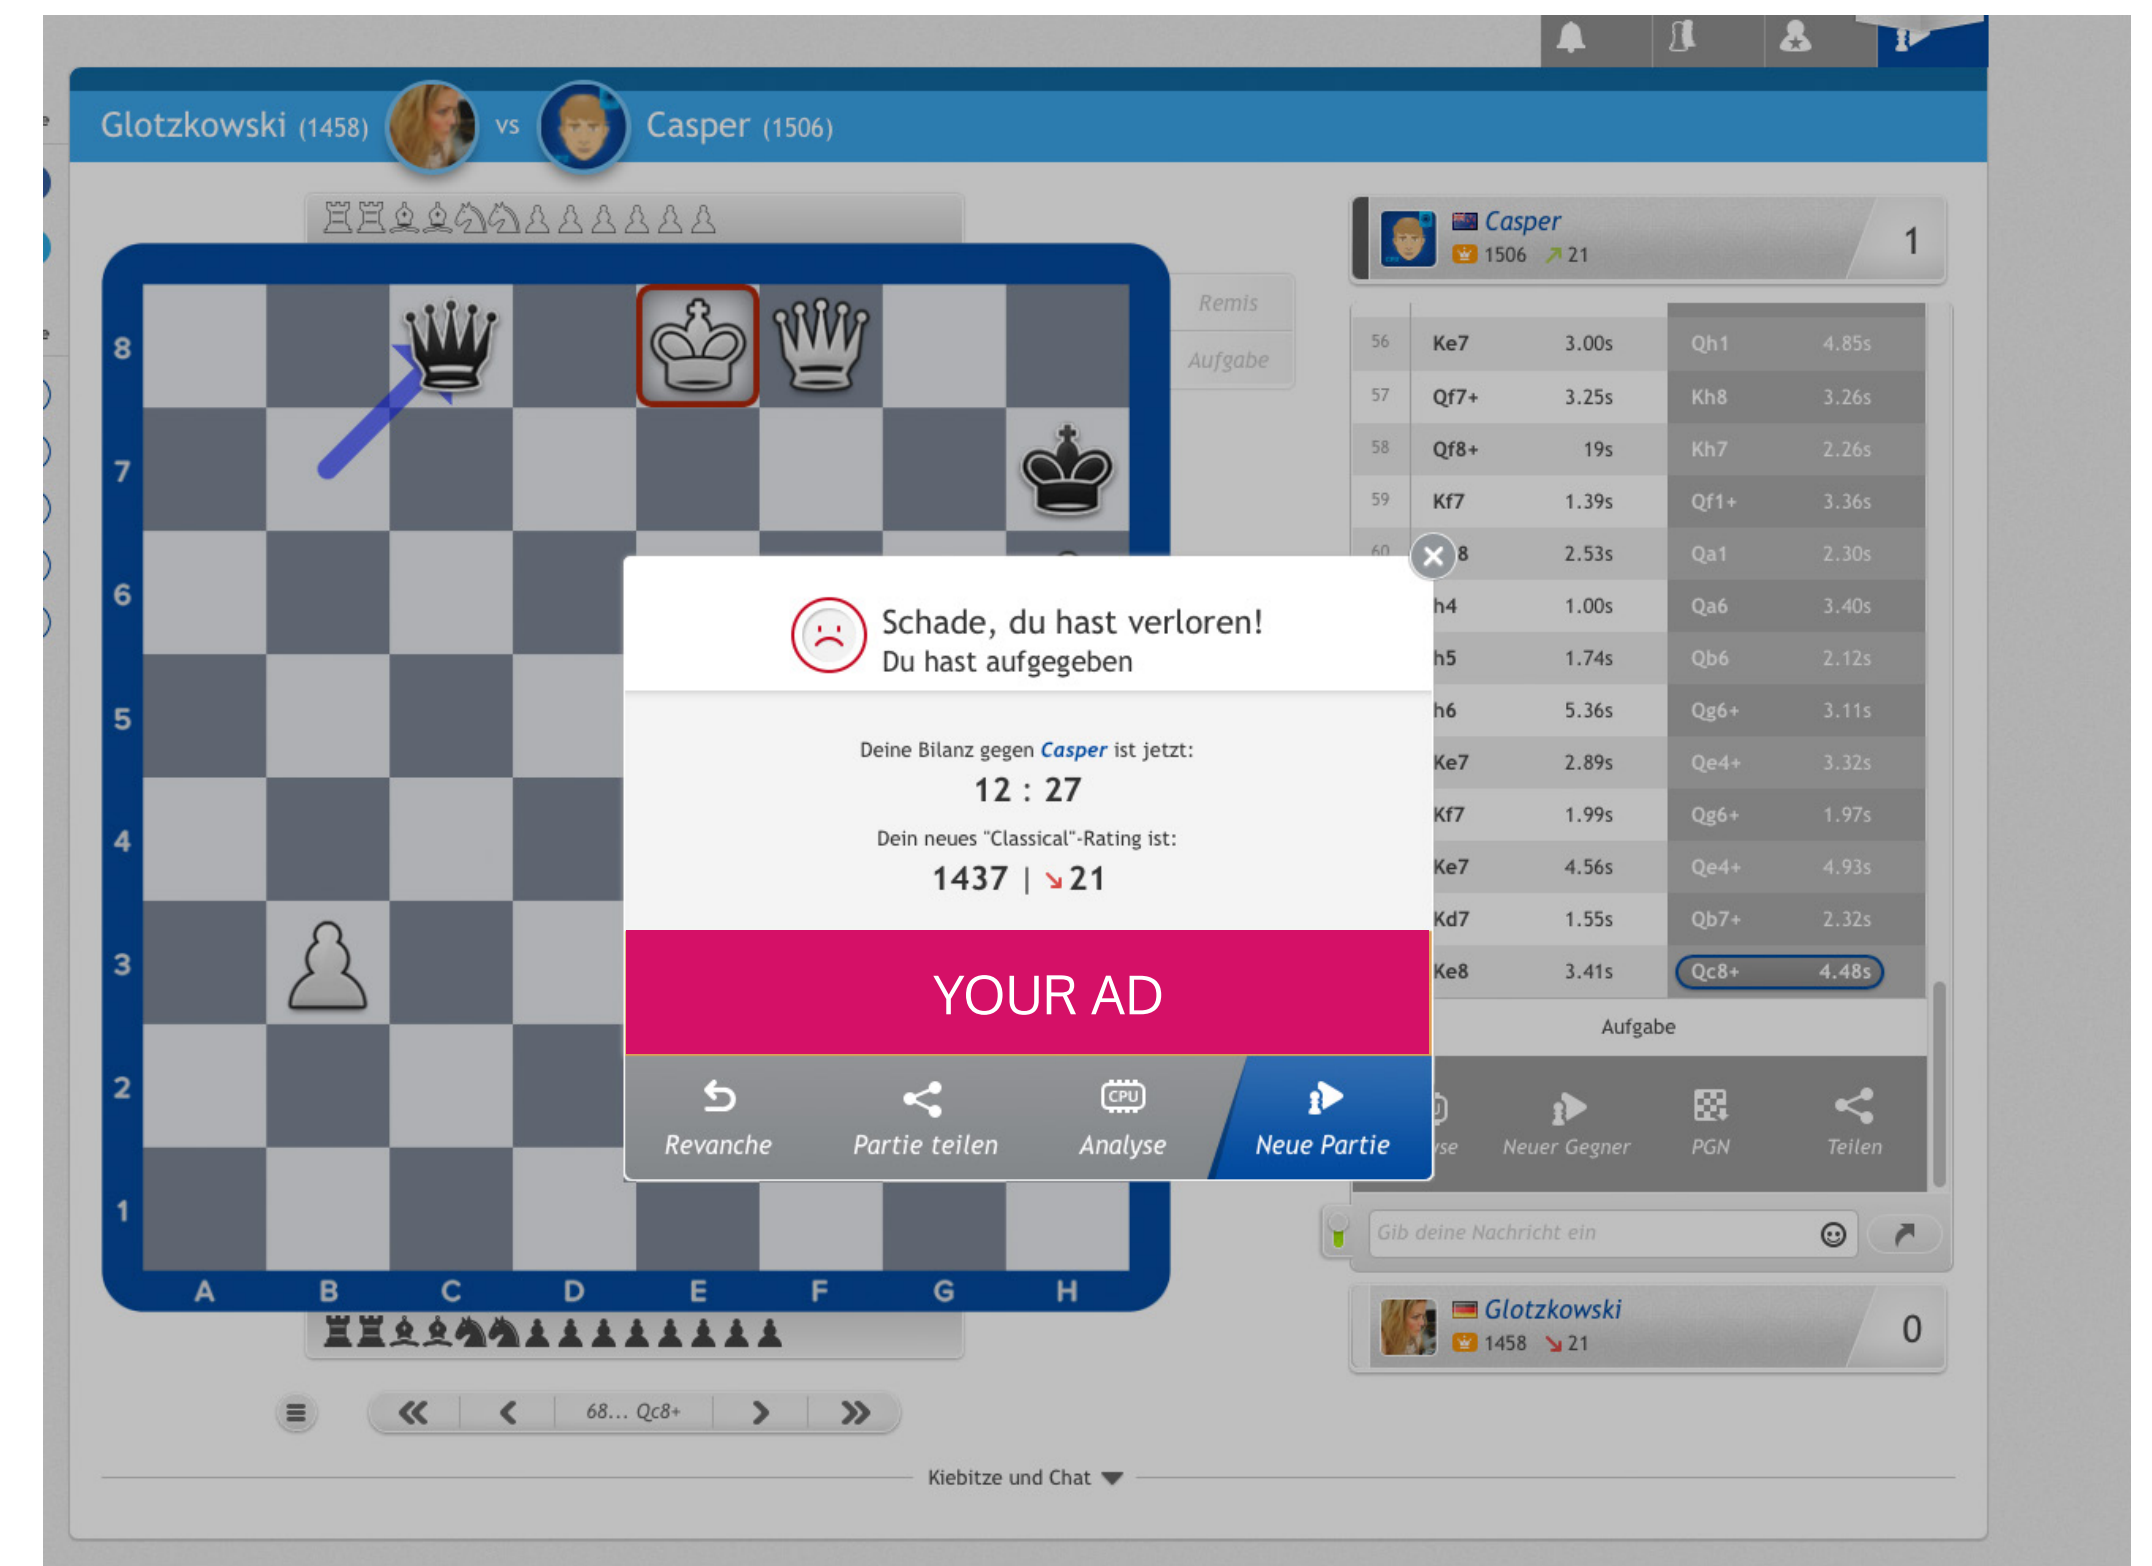 Glotzkowski (1458) vs Casper (1506)
Casper
1506 21
1
Remis
Aufgabe
56 Ke7 3.00s Qh1 4.85s
57 Qf7+ 3.25s Kh8 3.26s
58 Qf8+ 19s Kh7 2.26s
59 Kf7 1.39s Qf1+ 3.36s
60 8 2.53s Qa1 2.30s
h4 1.00s Qa6 3.40s
h5 1.74s Qb6 2.12s
h6 5.36s Qg6+ 3.11s
Ke7 2.89s Qe4+ 3.32s
Kf7 1.99s Qg6+ 1.97s
Ke7 4.56s Qe4+ 4.93s
Kd7 1.55s Qb7+ 2.32s
Ke8 3.41s Qc8+ 4.48s
Aufgabe
Neuer Gegner PGN Teilen
Gib deine Nachricht ein
Glotzkowski
1458 21
0
8
7
6
5
4
3
2
1
A B C D E F G H
Schade, du hast verloren!
Du hast aufgegeben
Deine Bilanz gegen Casper ist jetzt:
12 : 27
Dein neues "Classical"-Rating ist:
1437 | 21
YOUR AD
CPU
Revanche Partie teilen Analyse Neue Partie
68... Qc8+
Kiebitze und Chat